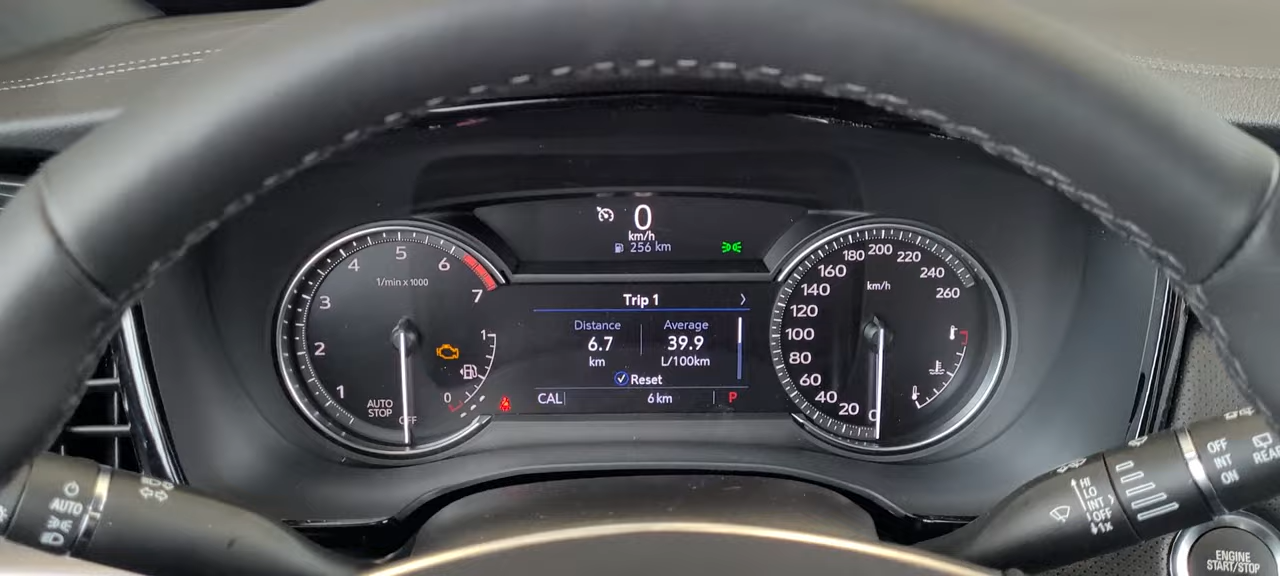 0
km/h
256 km
1/min x 1000
1
2
3
4
5
6
7
AUTO
STOP
OFF
1
0
Trip 1
Distance
Average
6.7
39.9
km
L/100km
Reset
CAL
6 km
P
km/h
0
20
40
60
80
100
120
140
160
180
200
220
240
260
AUTO
HI
LO
INT
OFF
1x
OFF
INT
ON
REAR
ENGINE
START/STOP